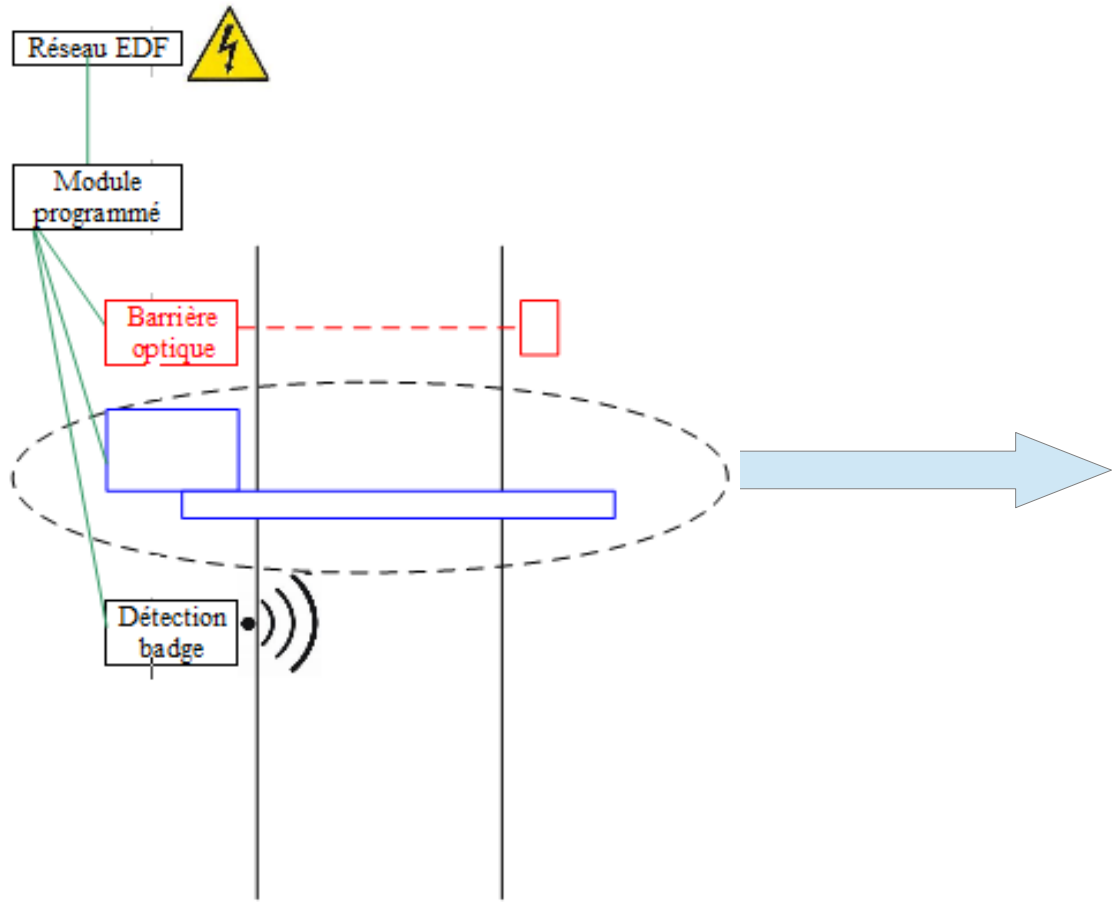 Réseau EDF
Module
programmé
Barrière
optique
Détection
badge